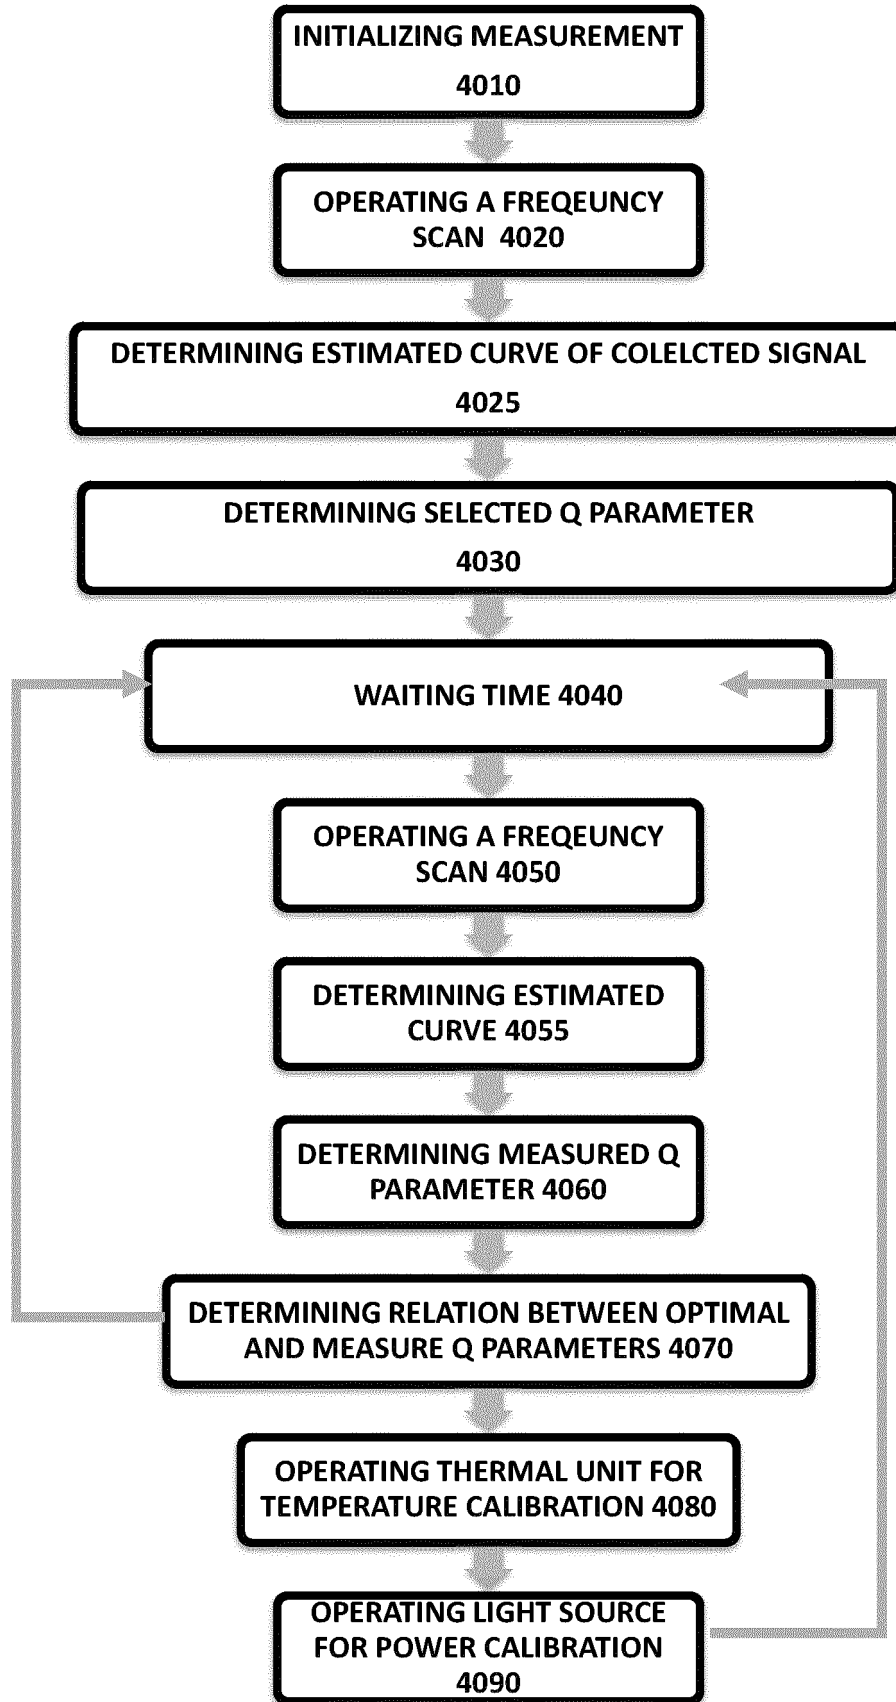 INITIALIZING MEASUREMENT
4010
OPERATING A FREQEUNCY
SCAN 4020
DETERMINING ESTIMATED CURVE OF COLELCTED SIGNAL
4025
DETERMINING SELECTED Q PARAMETER
4030
WAITING TIME 4040
OPERATING A FREQEUNCY
SCAN 4050
DETERMINING ESTIMATED
CURVE 4055
DETERMINING MEASURED Q
PARAMETER 4060
DETERMINING RELATION BETWEEN OPTIMAL
AND MEASURE Q PARAMETERS 4070
OPERATING THERMAL UNIT FOR
TEMPERATURE CALIBRATION 4080
OPERATING LIGHT SOURCE
FOR POWER CALIBRATION
4090